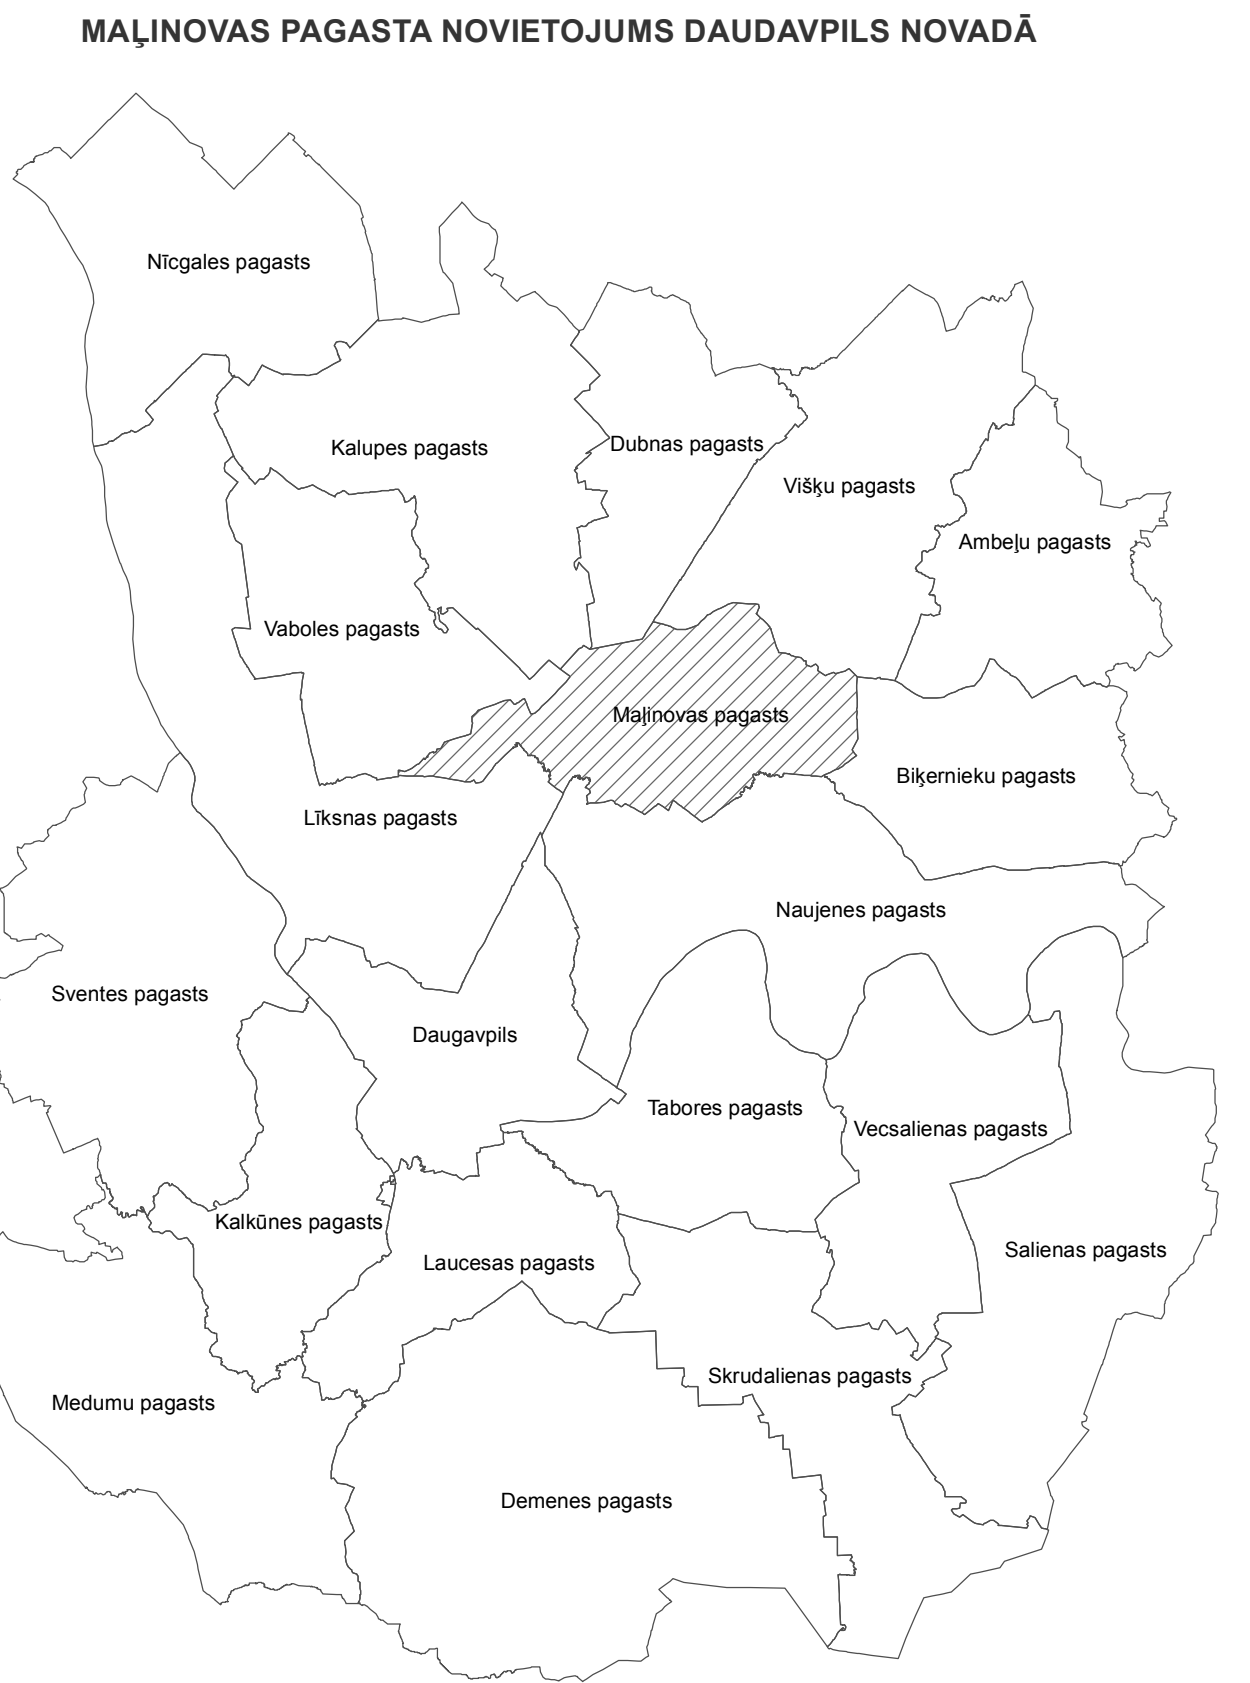 MAĻINOVAS PAGASTA NOVIETOJUMS DAUDAVPILS NOVADĀ
Nīcgales pagasts
Kalupes pagasts
Dubnas pagasts
Višķu pagasts
Ambeļu pagasts
Vaboles pagasts
Maļinovas pagasts
Biķernieku pagasts
Līksnas pagasts
Naujenes pagasts
Sventes pagasts
Daugavpils
Tabores pagasts
Vecsalienas pagasts
Kalkūnes pagasts
Laucesas pagasts
Salienas pagasts
Skrudalienas pagasts
Medumu pagasts
Demenes pagasts